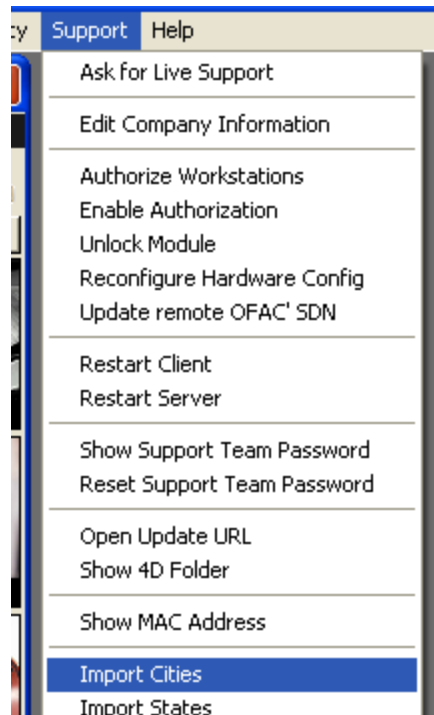 ty Support Help
Ask for Live Support
Edit Company Information
Authorize Workstations
Enable Authorization
Unlock Module
Reconfigure Hardware Config
Update remote OFAC' SDN
Restart Client
Restart Server
Show Support Team Password
Reset Support Team Password
Open Update URL
Show 4D Folder
Show MAC Address
Import Cities
Import States